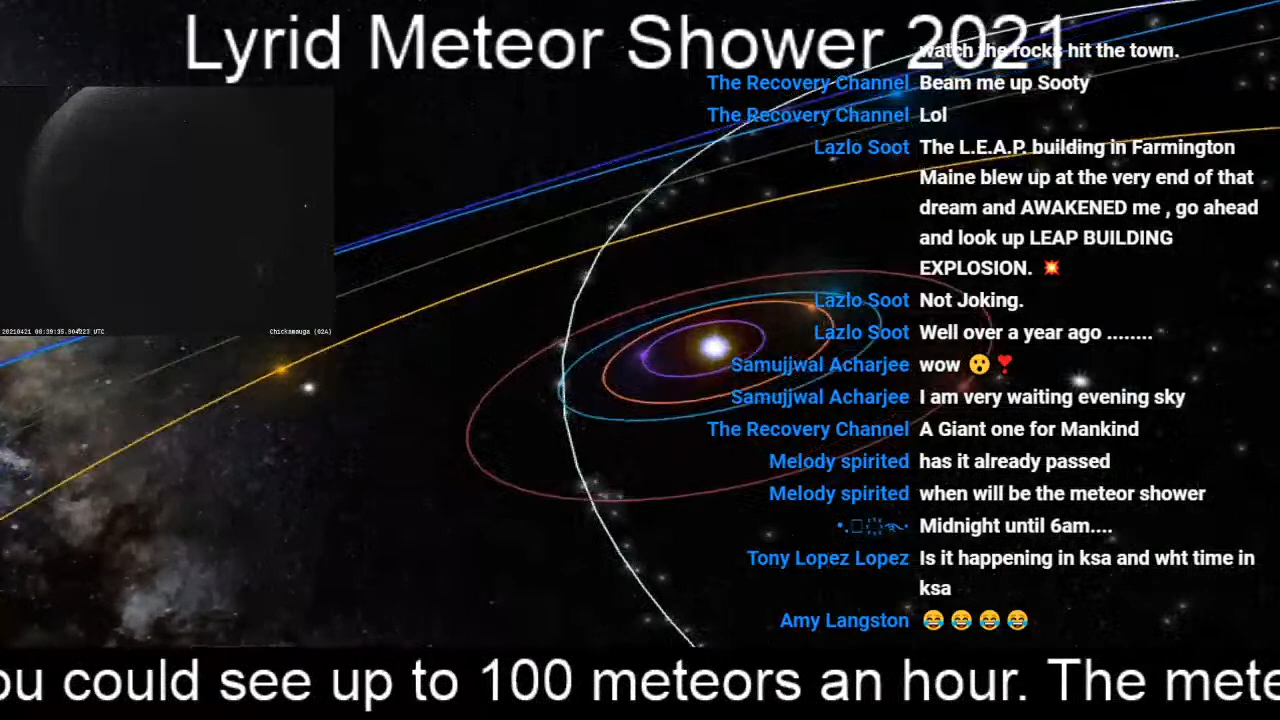 Lyrid Meteor Shower 2021
watch the rocks hit the town.
The Recovery Channel Beam me up Sooty
The Recovery Channel Lol
Lazlo Soot The L.E.A.P. building in Farmington
Maine blew up at the very end of that
dream and AWAKENED me , go ahead
and look up LEAP BUILDING
EXPLOSION. 💥
Lazlo Soot Not Joking.
Lazlo Soot Well over a year ago ........
Samujjwal Acharjee wow 😮❣️
Samujjwal Acharjee I am very waiting evening sky
The Recovery Channel A Giant one for Mankind
Melody spirited has it already passed
Melody spirited when will be the meteor shower
Midnight until 6am....
Tony Lopez Lopez Is it happening in ksa and wht time in
ksa
Amy Langston 😂😂😂😂
Chickamauga (02A)
ou could see up to 100 meteors an hour. The mete